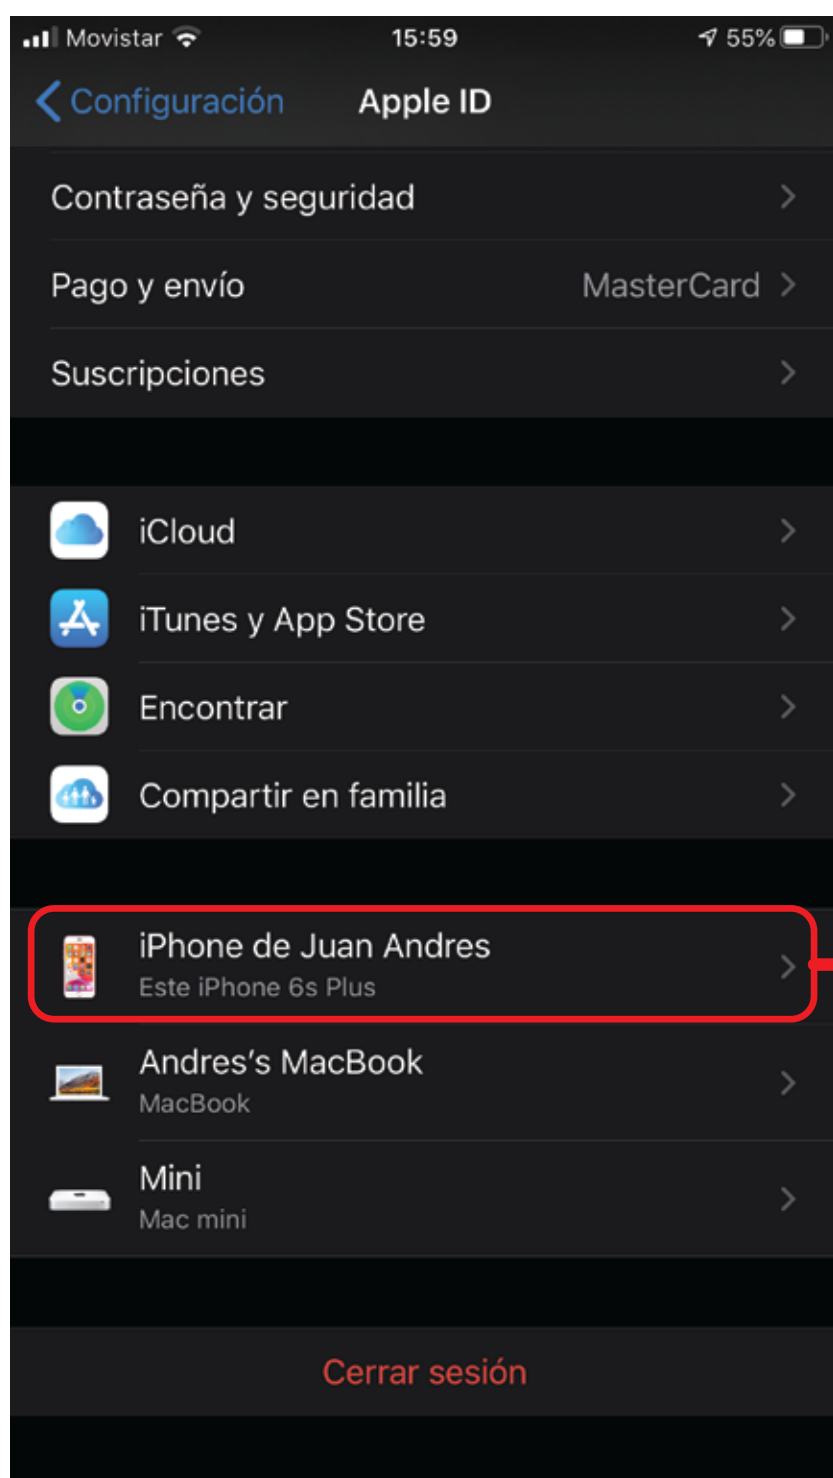 Movistar 15:59 55%
Configuración Apple ID
Contraseña y seguridad
Pago y envío MasterCard
Suscripciones
iCloud
iTunes y App Store
Encontrar
Compartir en familia
iPhone de Juan Andres
Este iPhone 6s Plus
Andres's MacBook
MacBook
Mini
Mac mini
Cerrar sesión